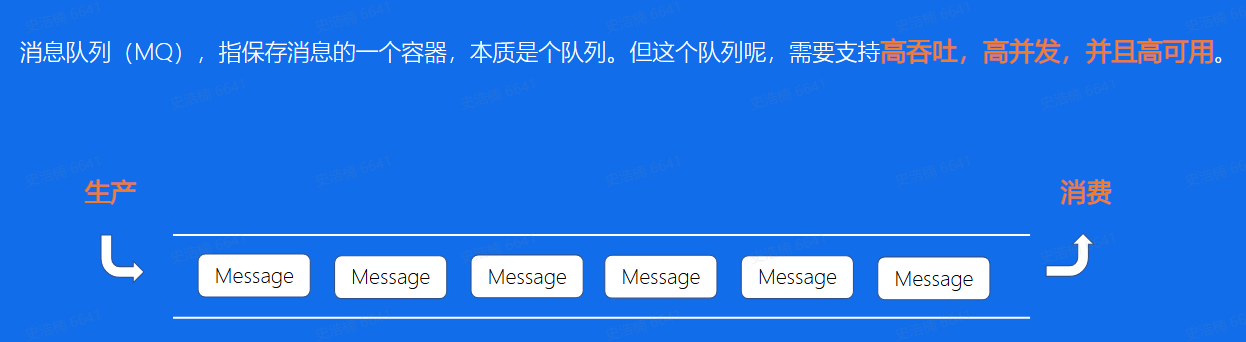 消息队列（MQ），指保存消息的一个容器，本质是个队列。但这个队列呢，需要支持高吞吐，高并发，并且高可用。
生产
消费
Message Message Message Message Message Message